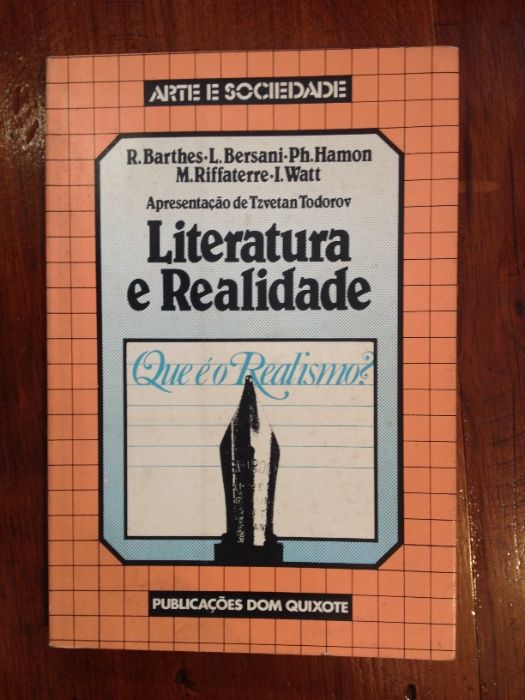 ARTE E SOCIEDADE
R. Barthes·L. Bersani·Ph. Hamon
M. Riffaterre·I. Watt
Apresentação de Tzvetan Todorov
Literatura
e Realidade
Que é o Realismo?
PUBLICAÇÕES DOM QUIXOTE